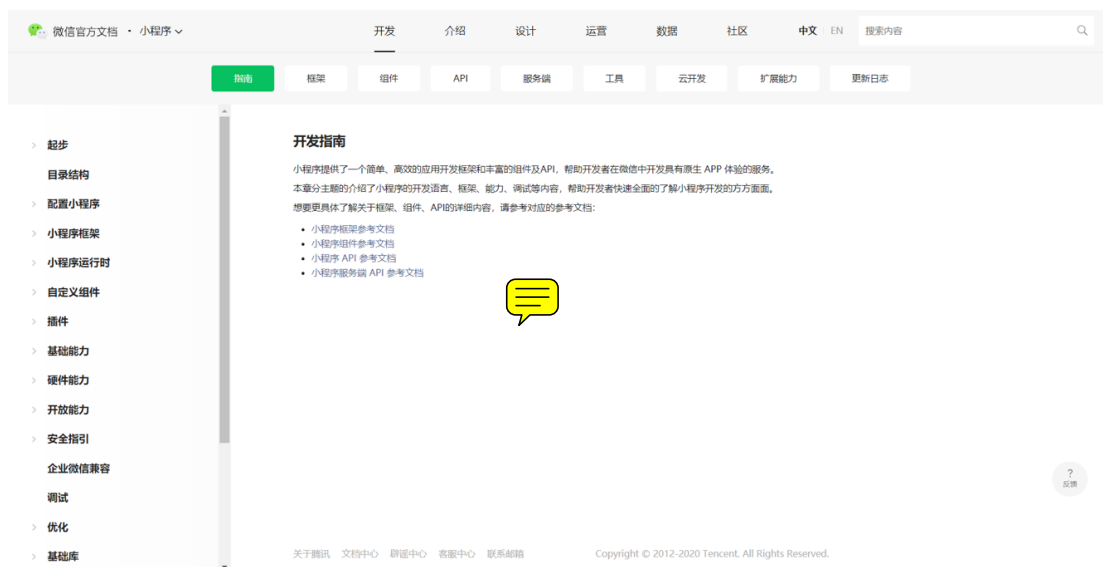 微信官方文档 · 小程序
开发 介绍 设计 运营 数据 社区 中文 EN 搜索内容
指南 框架 组件 API 服务端 工具 云开发 扩展能力 更新日志
起步
目录结构
配置小程序
小程序框架
小程序运行时
自定义组件
插件
基础能力
硬件能力
开放能力
安全指引
企业微信兼容
调试
优化
基础库
开发指南
小程序提供了一个简单、高效的应用开发框架和丰富的组件及API，帮助开发者在微信中开发具有原生 APP 体验的服务。
本章分主题的介绍了小程序的开发语言、框架、能力、调试等内容，帮助开发者快速全面的了解小程序开发的方方面面。
想要更具体了解关于框架、组件、API的详细内容，请参考对应的参考文档：
• 小程序框架参考文档
• 小程序组件参考文档
• 小程序 API 参考文档
• 小程序服务端 API 参考文档
?
反馈
关于腾讯 文档中心 辟谣中心 客服中心 联系邮箱 Copyright © 2012-2020 Tencent. All Rights Reserved.